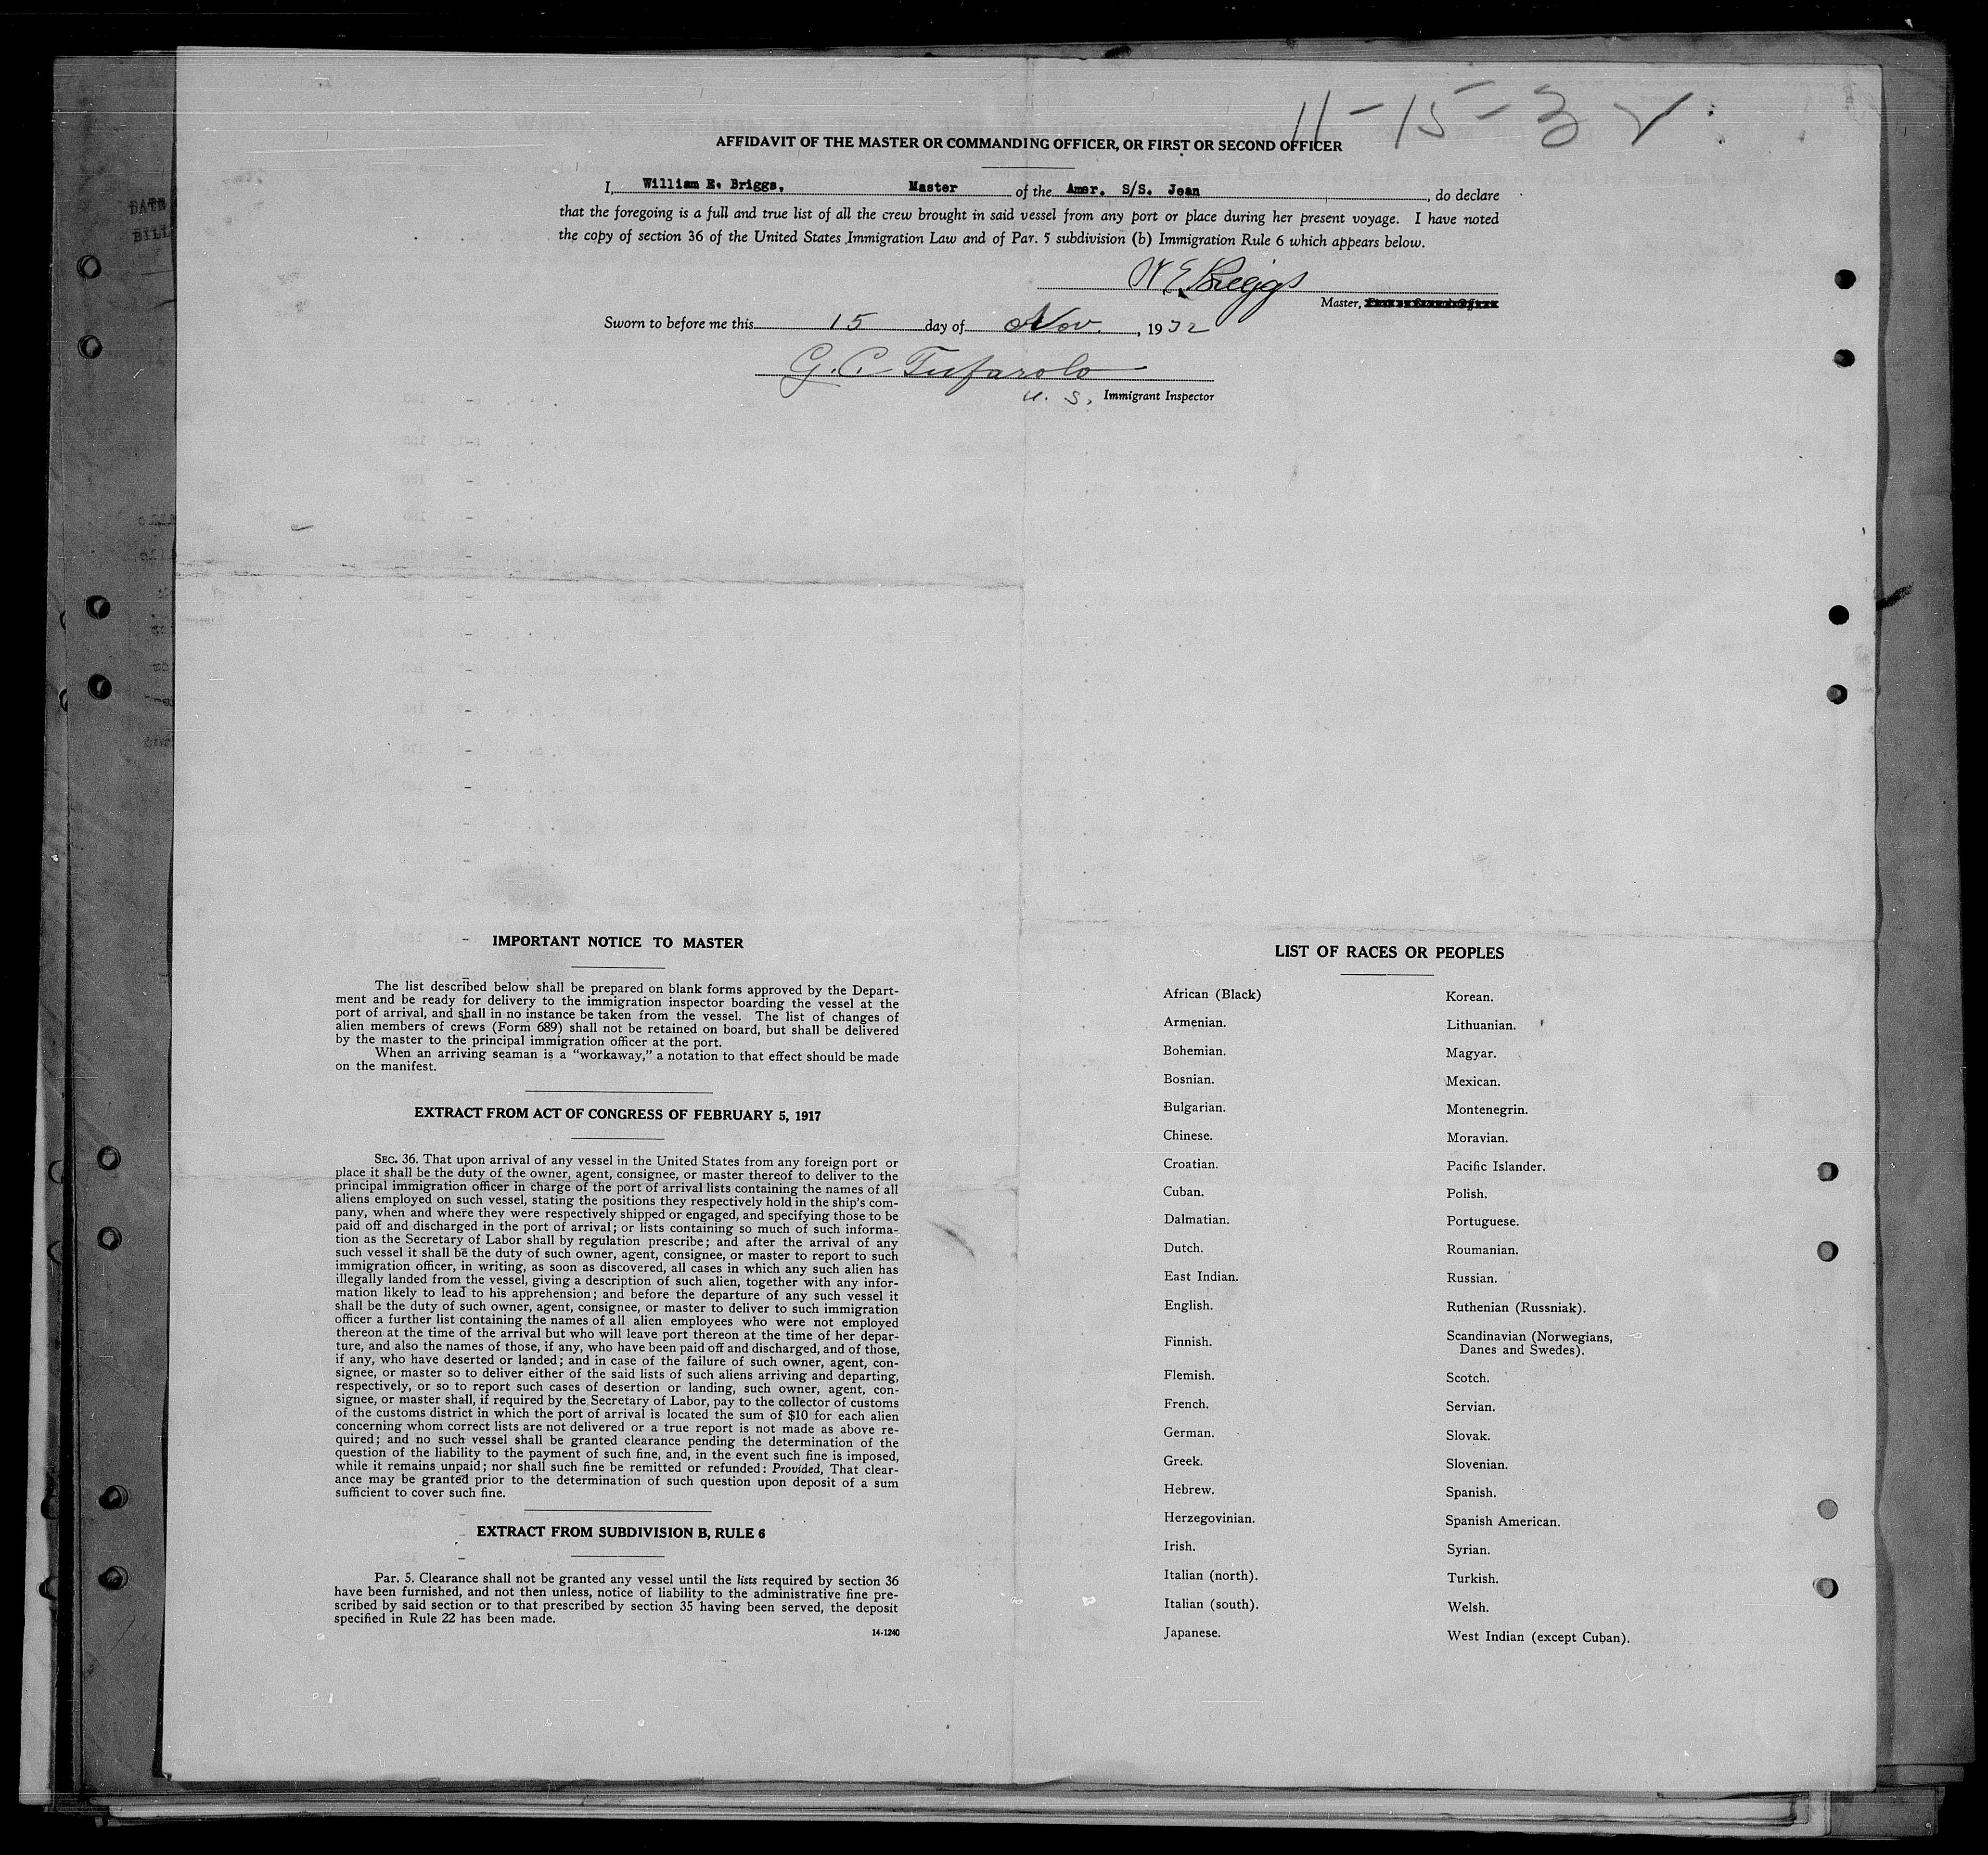 11-15-32
AFFIDAVIT OF THE MASTER OR COMMANDING OFFICER, OR FIRST OR SECOND OFFICER
I, William E. Briggs, Master of the Amer. S/S. Jean, do declare
that the foregoing is a full and true list of all the crew brought in said vessel from any port or place during her present voyage. I have noted
the copy of section 36 of the United States Immigration Law and of Par. 5 subdivision (b) Immigration Rule 6 which appears below.
W E Briggs
Master,
Sworn to before me this 15 day of Nov., 1932
G. C. Tufarolo
U. S. Immigrant Inspector
DATE
BILL
IMPORTANT NOTICE TO MASTER
The list described below shall be prepared on blank forms approved by the Depart-
ment and be ready for delivery to the immigration inspector boarding the vessel at the
port of arrival, and shall in no instance be taken from the vessel. The list of changes of
alien members of crews (Form 689) shall not be retained on board, but shall be delivered
by the master to the principal immigration officer at the port.
When an arriving seaman is a "workaway," a notation to that effect should be made
on the manifest.
EXTRACT FROM ACT OF CONGRESS OF FEBRUARY 5, 1917
SEC. 36. That upon arrival of any vessel in the United States from any foreign port or
place it shall be the duty of the owner, agent, consignee, or master thereof to deliver to the
principal immigration officer in charge of the port of arrival lists containing the names of all
aliens employed on such vessel, stating the positions they respectively hold in the ship's com-
pany, when and where they were respectively shipped or engaged, and specifying those to be
paid off and discharged in the port of arrival; or lists containing so much of such informa-
tion as the Secretary of Labor shall by regulation prescribe; and after the arrival of any
such vessel it shall be the duty of such owner, agent, consignee, or master to report to such
immigration officer, in writing, as soon as discovered, all cases in which any such alien has
illegally landed from the vessel, giving a description of such alien, together with any infor-
mation likely to lead to his apprehension; and before the departure of any such vessel it
shall be the duty of such owner, agent, consignee, or master to deliver to such immigration
officer a further list containing the names of all alien employees who were not employed
thereon at the time of the arrival but who will leave port thereon at the time of her depar-
ture, and also the names of those, if any, who have been paid off and discharged, and of those,
if any, who have deserted or landed; and in case of the failure of such owner, agent, con-
signee, or master so to deliver either of the said lists of such aliens arriving and departing,
respectively, or so to report such cases of desertion or landing, such owner, agent, con-
signee, or master shall, if required by the Secretary of Labor, pay to the collector of customs
of the customs district in which the port of arrival is located the sum of $10 for each alien
concerning whom correct lists are not delivered or a true report is not made as above re-
quired; and no such vessel shall be granted clearance pending the determination of the
question of the liability to the payment of such fine, and, in the event such fine is imposed,
while it remains unpaid; nor shall such fine be remitted or refunded: Provided, That clear-
ance may be granted prior to the determination of such question upon deposit of a sum
sufficient to cover such fine.
EXTRACT FROM SUBDIVISION B, RULE 6
Par. 5. Clearance shall not be granted any vessel until the lists required by section 36
have been furnished, and not then unless, notice of liability to the administrative fine pre-
scribed by said section or to that prescribed by section 35 having been served, the deposit
specified in Rule 22 has been made.
14-1240
LIST OF RACES OR PEOPLES
African (Black)
Armenian.
Bohemian.
Bosnian.
Bulgarian.
Chinese.
Croatian.
Cuban.
Dalmatian.
Dutch.
East Indian.
English.
Finnish.
Flemish.
French.
German.
Greek.
Hebrew.
Herzegovinian.
Irish.
Italian (north).
Italian (south).
Japanese.
Korean.
Lithuanian.
Magyar.
Mexican.
Montenegrin.
Moravian.
Pacific Islander.
Polish.
Portuguese.
Roumanian.
Russian.
Ruthenian (Russniak).
Scandinavian (Norwegians,
Danes and Swedes).
Scotch.
Servian.
Slovak.
Slovenian.
Spanish.
Spanish American.
Syrian.
Turkish.
Welsh.
West Indian (except Cuban).